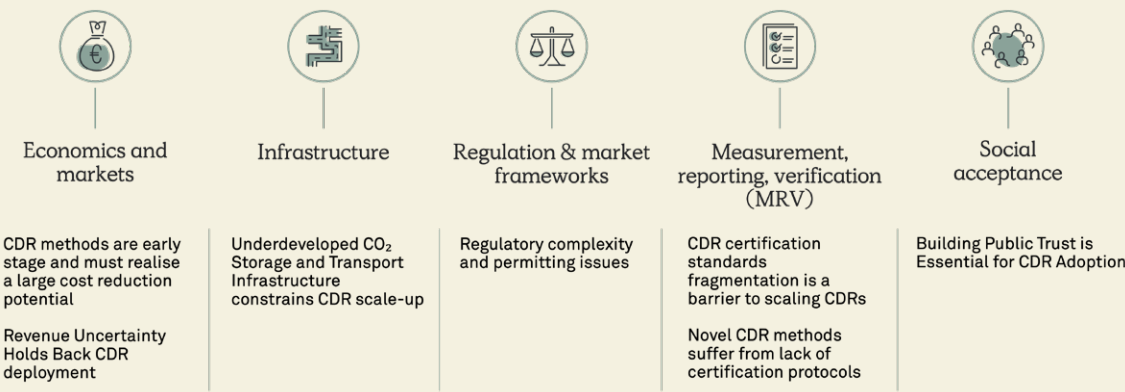 €
Economics and
markets
Infrastructure
Regulation & market
frameworks
Measurement,
reporting, verification
(MRV)
Social
acceptance
CDR methods are early
stage and must realise
a large cost reduction
potential
Revenue Uncertainty
Holds Back CDR
deployment
Underdeveloped CO₂
Storage and Transport
Infrastructure
constrains CDR scale-up
Regulatory complexity
and permitting issues
CDR certification
standards
fragmentation is a
barrier to scaling CDRs
Novel CDR methods
suffer from lack of
certification protocols
Building Public Trust is
Essential for CDR Adoption